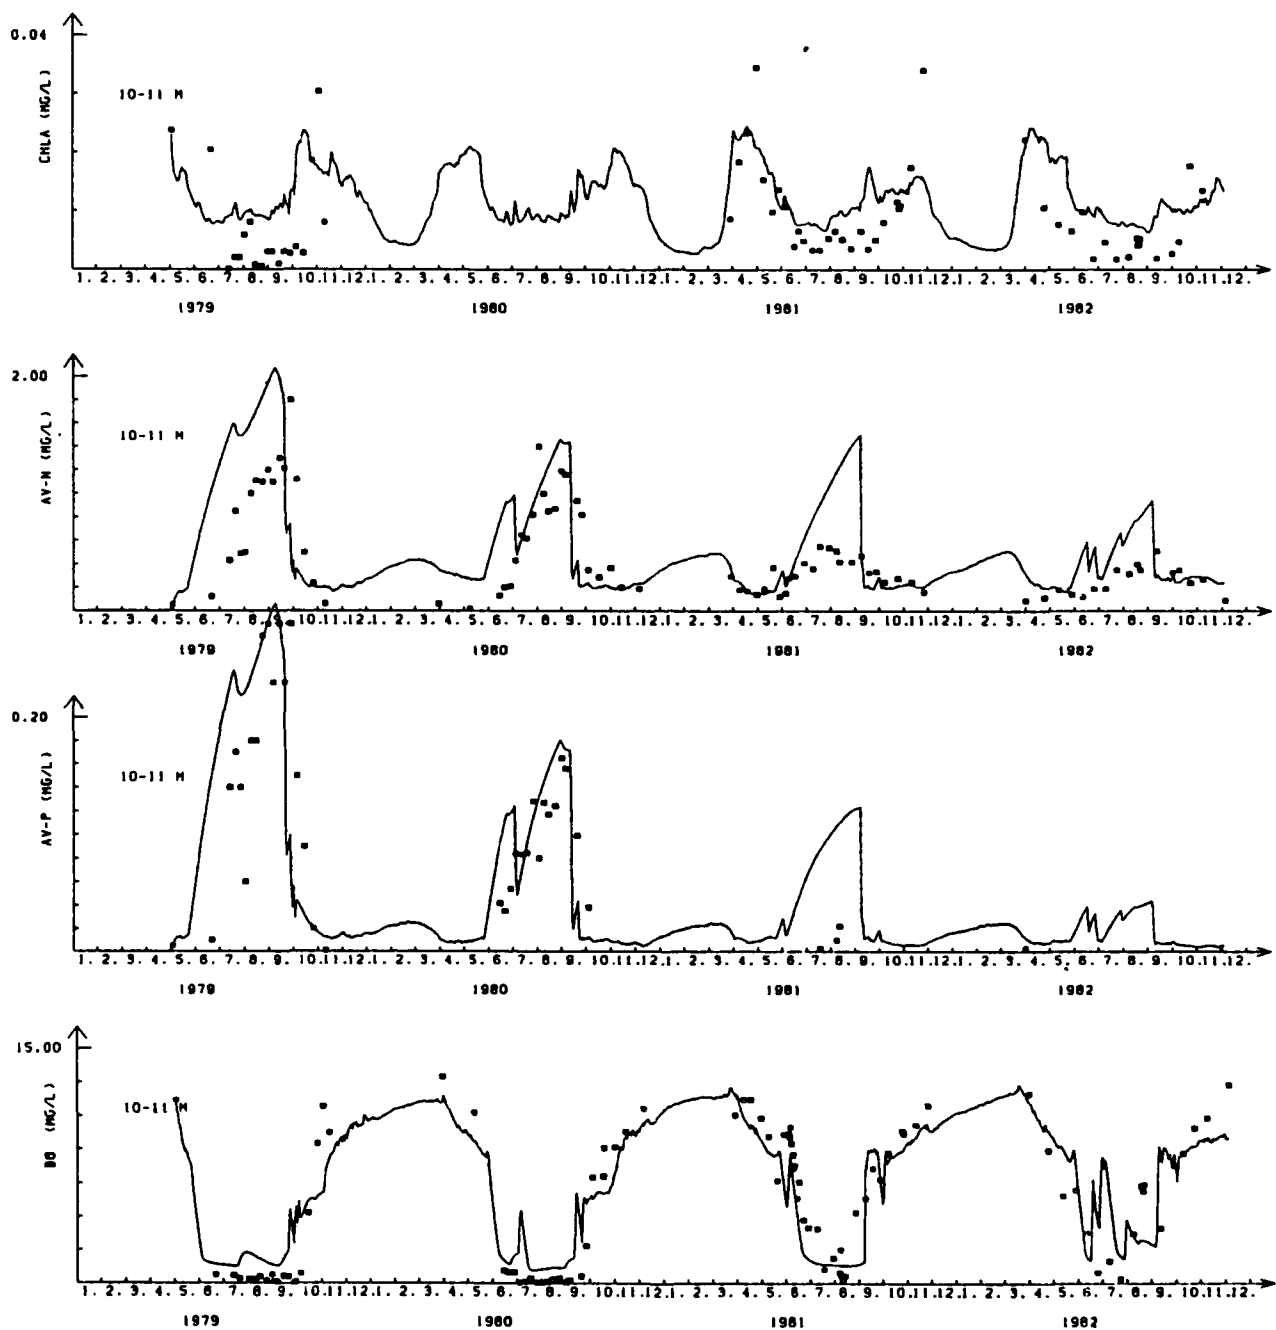 0.04
CHLA (MG/L)
10-11 M
1. 2. 3. 4. 5. 6. 7. 8. 9. 10.11.12.1. 2. 3. 4. 5. 6. 7. 8. 9. 10.11.12.1. 2. 3. 4. 5. 6. 7. 8. 9. 10.11.12.1. 2. 3. 4. 5. 6. 7. 8. 9. 10.11.12.
1979 1980 1981 1982
2.00
AV-N (MG/L)
10-11 M
1. 2. 3. 4. 5. 6. 7. 8. 9. 10.11.12.1. 2. 3. 4. 5. 6. 7. 8. 9. 10.11.12.1. 2. 3. 4. 5. 6. 7. 8. 9. 10.11.12.1. 2. 3. 4. 5. 6. 7. 8. 9. 10.11.12.
1979 1980 1981 1982
0.20
AV-P (MG/L)
10-11 M
1. 2. 3. 4. 5. 6. 7. 8. 9. 10.11.12.1. 2. 3. 4. 5. 6. 7. 8. 9. 10.11.12.1. 2. 3. 4. 5. 6. 7. 8. 9. 10.11.12.1. 2. 3. 4. 5. 6. 7. 8. 9. 10.11.12.
1979 1980 1981 1982
15.00
DO (MG/L)
10-11 M
1. 2. 3. 4. 5. 6. 7. 8. 9. 10.11.12.1. 2. 3. 4. 5. 6. 7. 8. 9. 10.11.12.1. 2. 3. 4. 5. 6. 7. 8. 9. 10.11.12.1. 2. 3. 4. 5. 6. 7. 8. 9. 10.11.12.
1979 1980 1981 1982